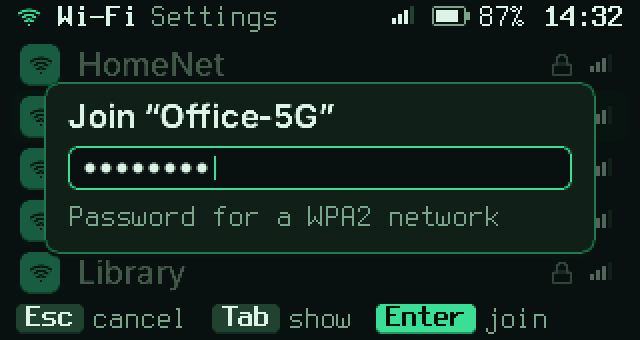 Wi-Fi Settings 87% 14:32
HomeNet
Join “Office-5G”
••••••••
Password for a WPA2 network
Library
Esc cancel Tab show Enter join